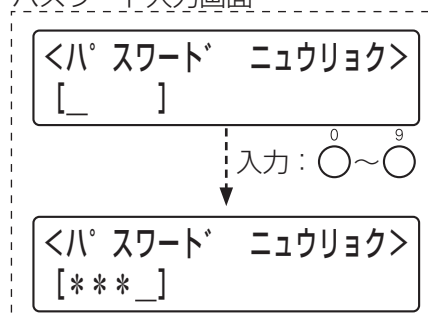 パスワード入力画面
<パスワード ニュウリョク>
[_ ]
0 9
入力：○～○
<パスワード ニュウリョク>
[***_]